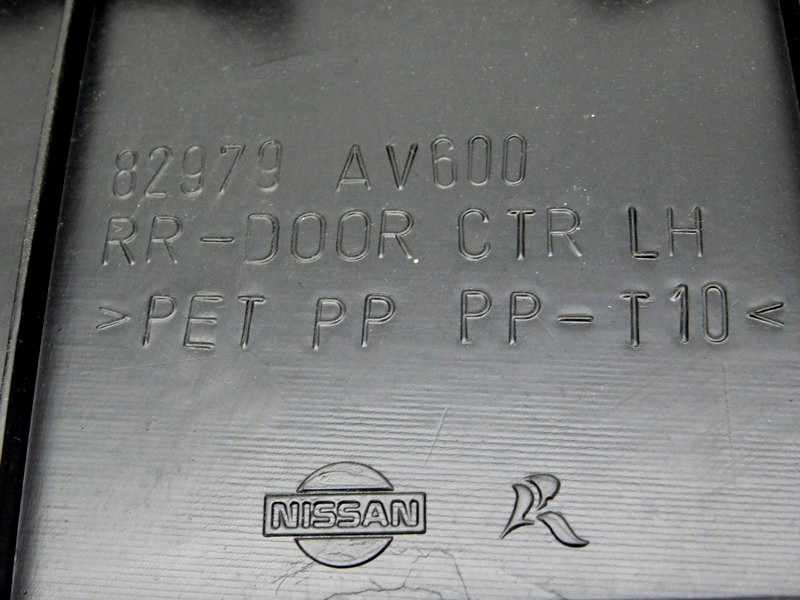 82979 AV600
RR-DOOR CTR LH
>PET PP PP-T10<
NISSAN R